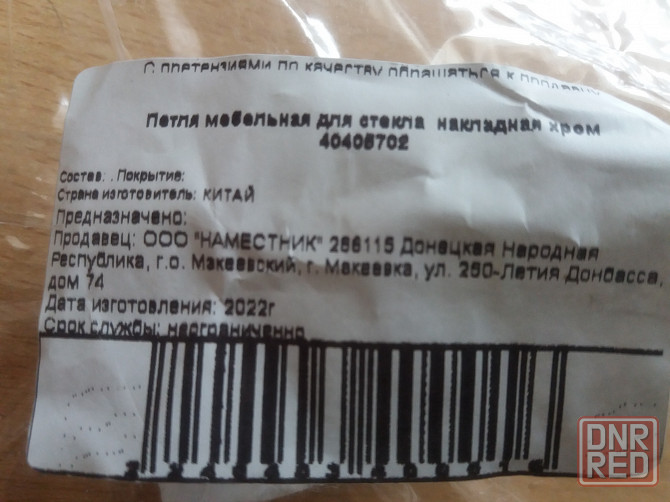 С претензиями по качеству обращаться к продавцу
Петля мебельная для стекла накладная хром
40405702
Состав: . Покрытие:
Страна изготовитель: КИТАЙ
Предназначено:
Продавец: ООО "НАМЕСТНИК" 286115 Донецкая Народная
Республика, г.о. Макеевский, г. Макеевка, ул. 250-Летия Донбасса,
дом 74
Дата изготовления: 2022г
Срок службы: неограниченно
DNR
RED